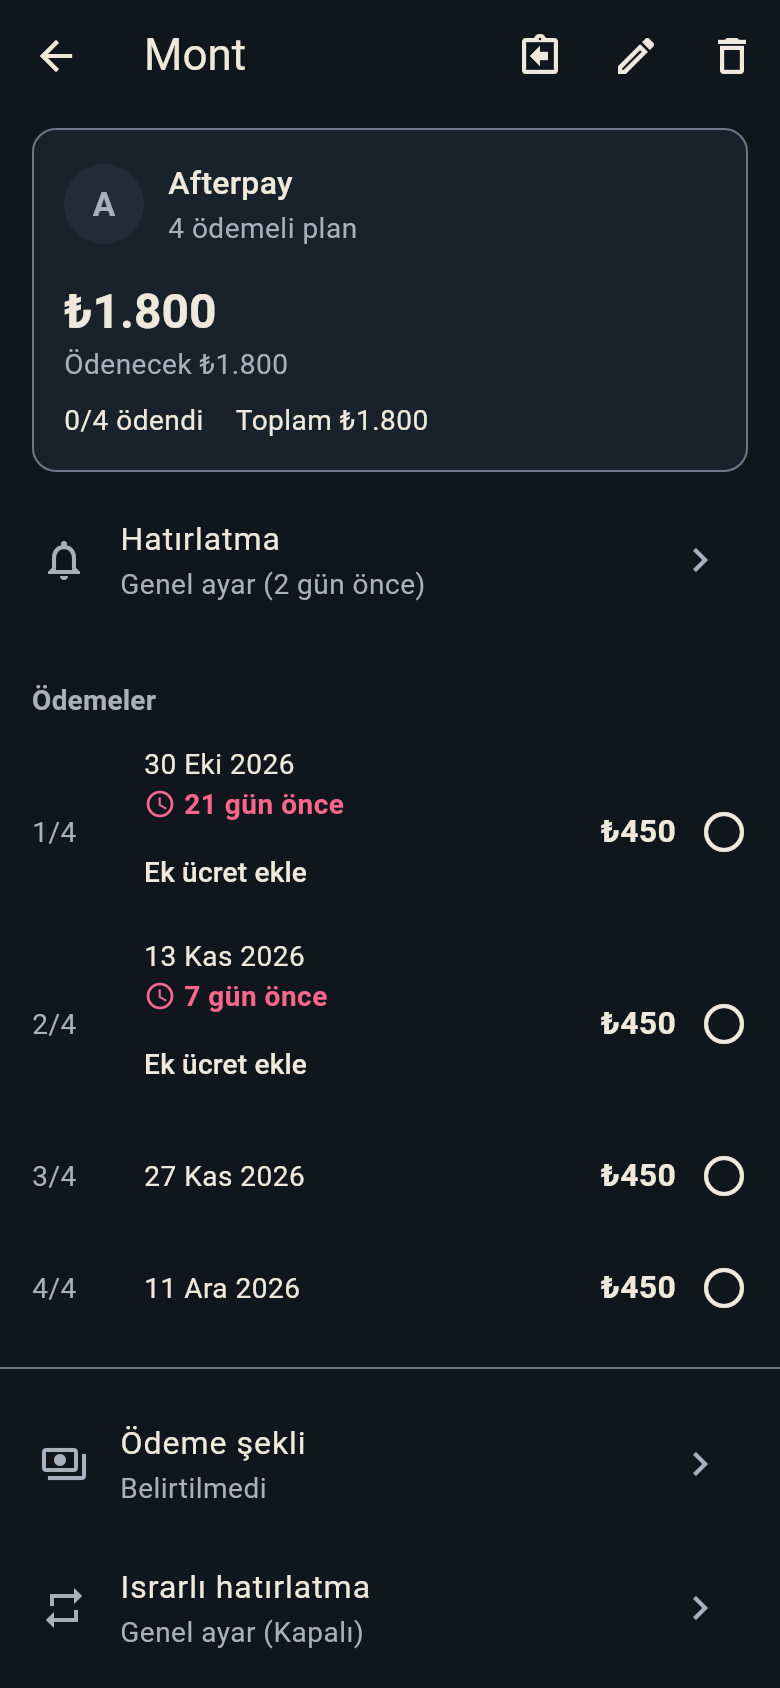 Mont
A
Afterpay
4 ödemeli plan
₺1.800
Ödenecek ₺1.800
0/4 ödendi Toplam ₺1.800
Hatırlatma
Genel ayar (2 gün önce)
Ödemeler
30 Eki 2026
21 gün önce
1/4
₺450
Ek ücret ekle
13 Kas 2026
7 gün önce
2/4
₺450
Ek ücret ekle
3/4 27 Kas 2026 ₺450
4/4 11 Ara 2026 ₺450
Ödeme şekli
Belirtilmedi
Israrlı hatırlatma
Genel ayar (Kapalı)